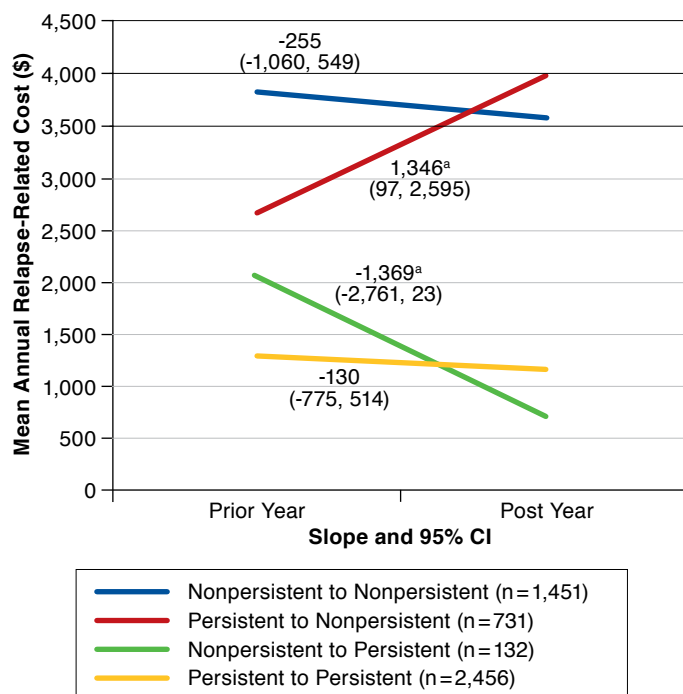 4,500
4,000
3,500
3,000
2,500
2,000
1,500
1,000
500
0
Mean Annual Relapse-Related Cost ($)
-255
(-1,060, 549)
1,346ᵃ
(97, 2,595)
-1,369ᵃ
(-2,761, 23)
-130
(-775, 514)
Prior Year
Post Year
Slope and 95% CI
Nonpersistent to Nonpersistent (n=1,451)
Persistent to Nonpersistent (n=731)
Nonpersistent to Persistent (n=132)
Persistent to Persistent (n=2,456)